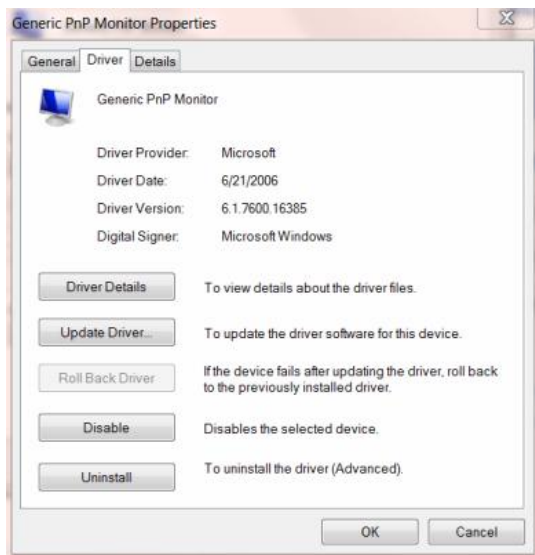 Generic PnP Monitor Properties
General Driver Details
Generic PnP Monitor
Driver Provider: Microsoft
Driver Date: 6/21/2006
Driver Version: 6.1.7600.16385
Digital Signer: Microsoft Windows
Driver Details To view details about the driver files.
Update Driver... To update the driver software for this device.
Roll Back Driver If the device fails after updating the driver, roll back
to the previously installed driver.
Disable Disables the selected device.
Uninstall To uninstall the driver (Advanced).
OK Cancel